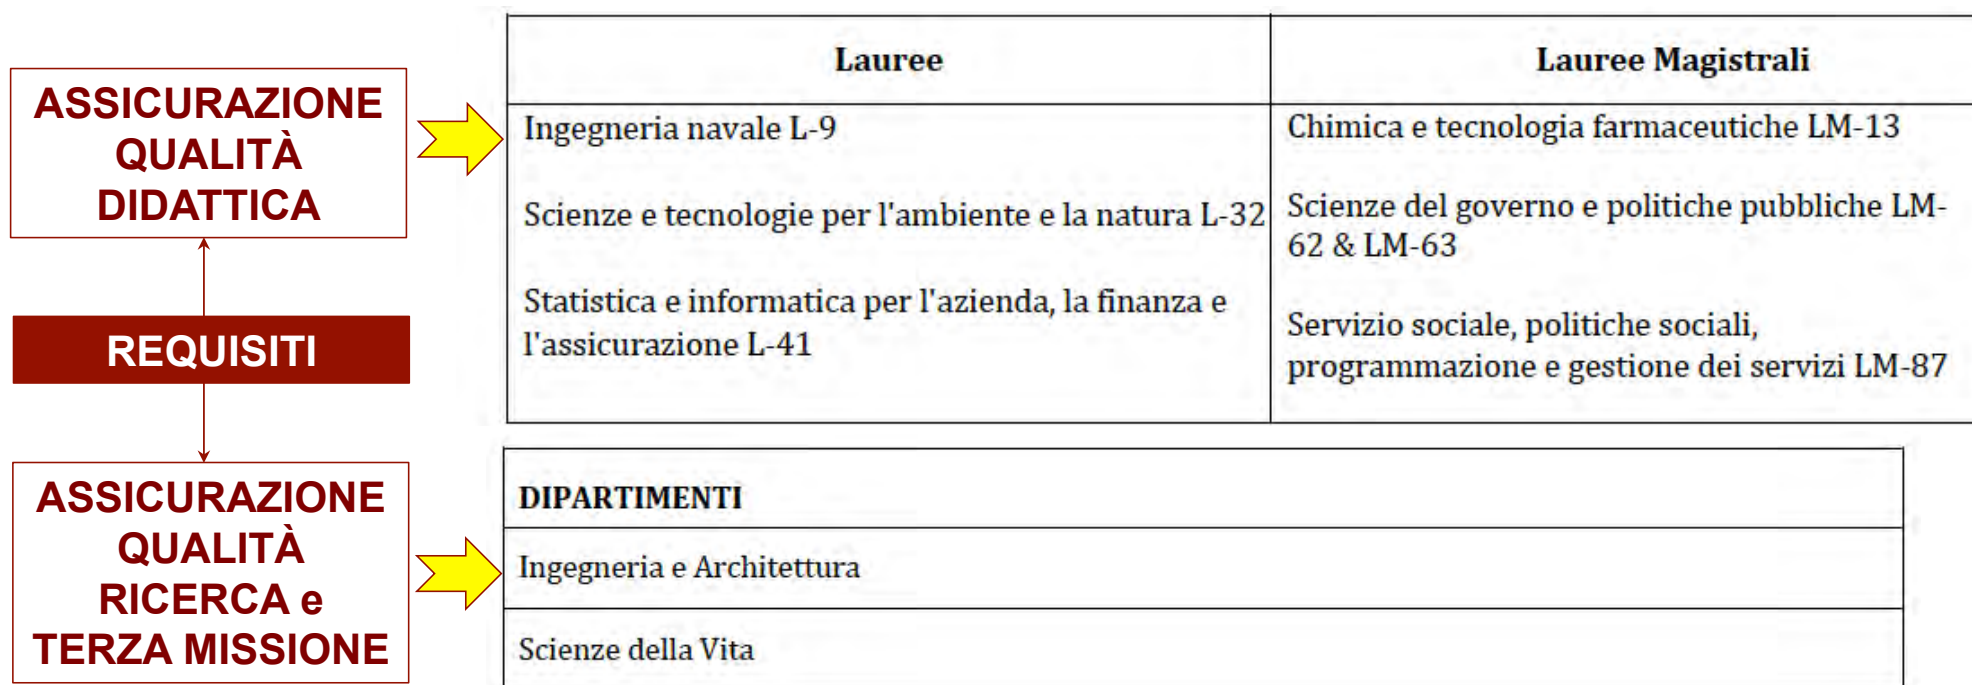 ASSICURAZIONE
QUALITÀ
DIDATTICA
REQUISITI
ASSICURAZIONE
QUALITÀ
RICERCA e
TERZA MISSIONE
Lauree
Lauree Magistrali
Ingegneria navale L-9
Scienze e tecnologie per l'ambiente e la natura L-32
Statistica e informatica per l'azienda, la finanza e
l'assicurazione L-41
Chimica e tecnologia farmaceutiche LM-13
Scienze del governo e politiche pubbliche LM-
62 & LM-63
Servizio sociale, politiche sociali,
programmazione e gestione dei servizi LM-87
DIPARTIMENTI
Ingegneria e Architettura
Scienze della Vita